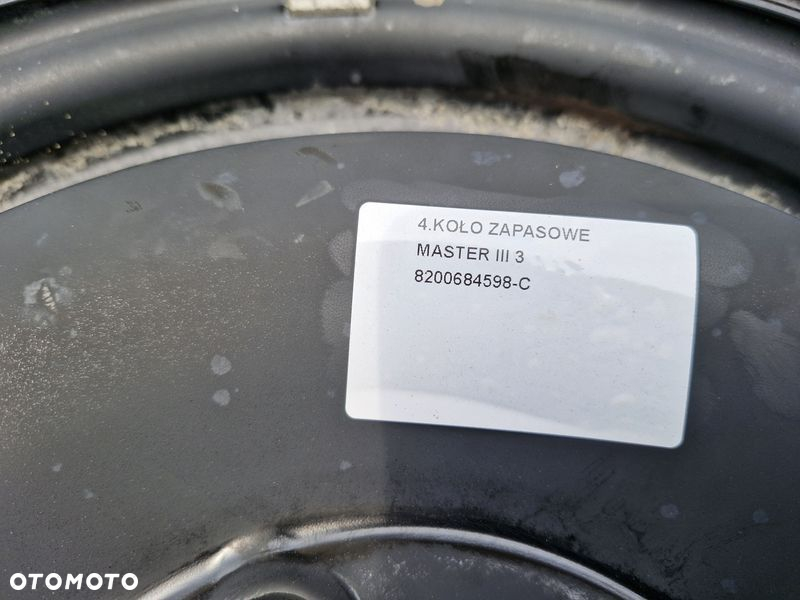 4.KOŁO ZAPASOWE
MASTER III 3
8200684598-C
OTOMOTO